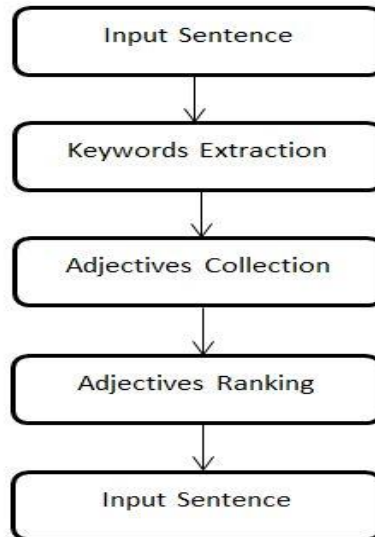 Input Sentence
Keywords Extraction
Adjectives Collection
Adjectives Ranking
Input Sentence